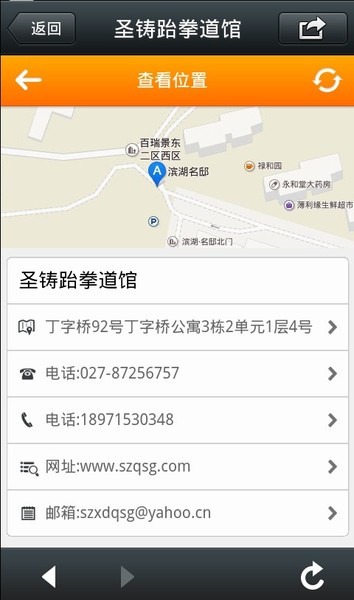 返回
圣铸跆拳道馆
查看位置
百瑞景东
二区西区
A
滨湖名邸
禄和园
永和堂大药房
薄利缘生鲜超市
P
滨湖·名邸北门
圣铸跆拳道馆
丁字桥92号丁字桥公寓3栋2单元1层4号
电话:027-87256757
电话:18971530348
网址:www.szqsg.com
邮箱:szxdqsg@yahoo.cn